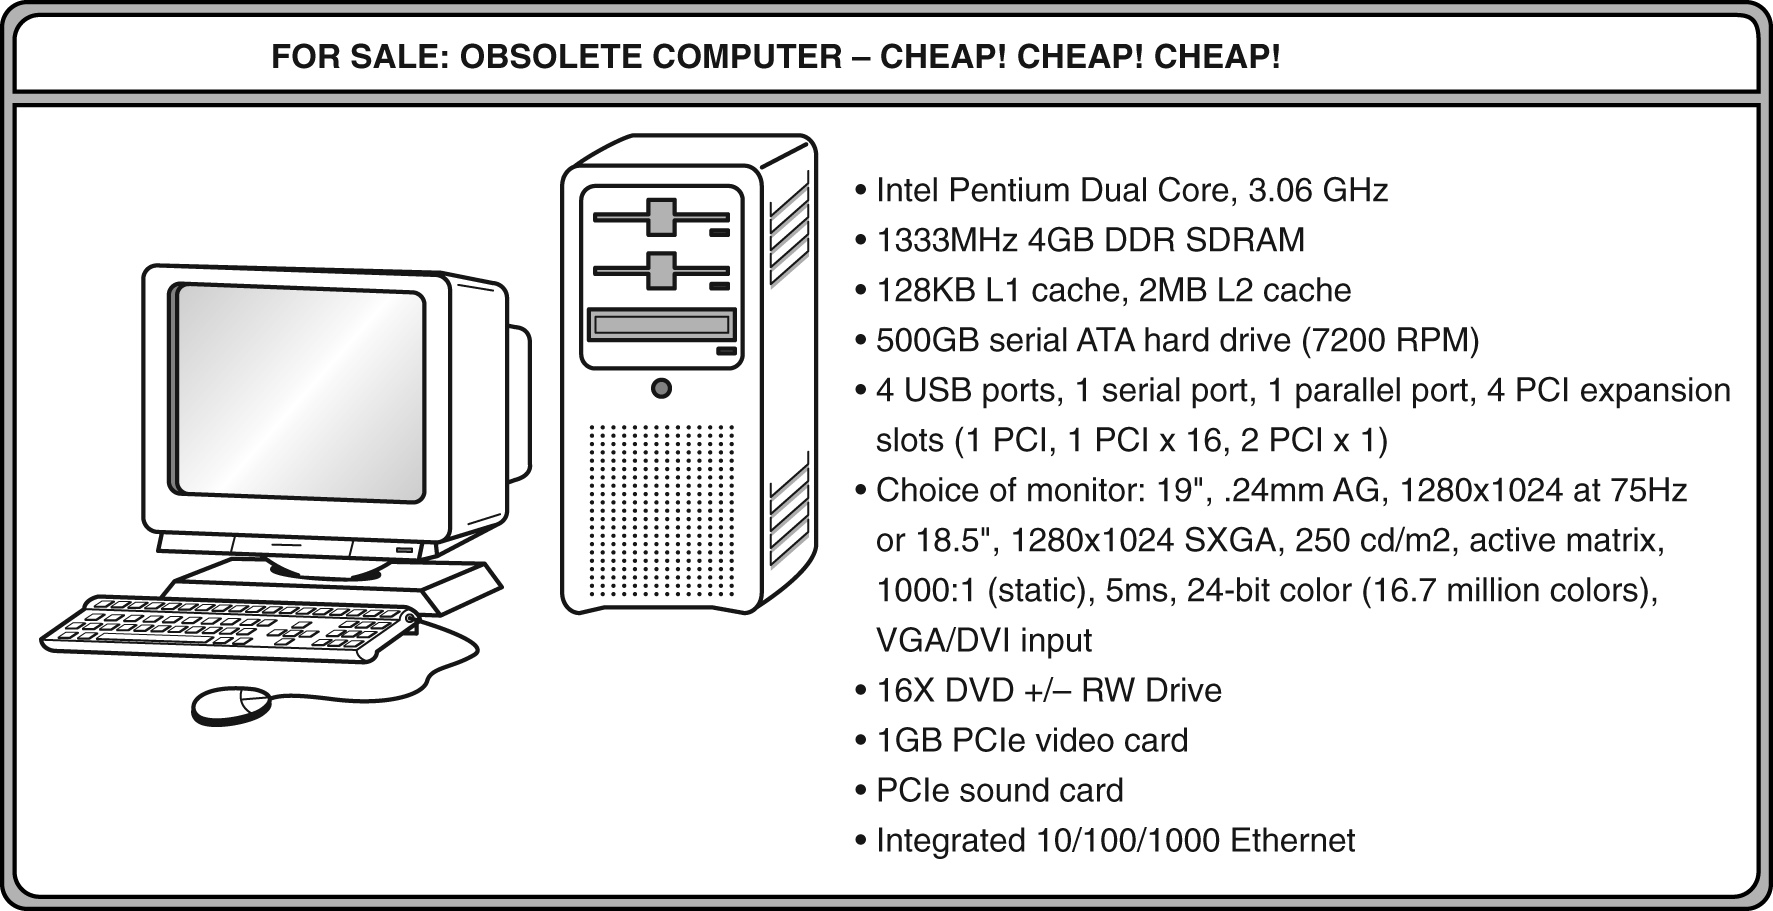 FOR SALE: OBSOLETE COMPUTER – CHEAP! CHEAP! CHEAP!
• Intel Pentium Dual Core, 3.06 GHz
• 1333MHz 4GB DDR SDRAM
• 128KB L1 cache, 2MB L2 cache
• 500GB serial ATA hard drive (7200 RPM)
• 4 USB ports, 1 serial port, 1 parallel port, 4 PCI expansion
slots (1 PCI, 1 PCI x 16, 2 PCI x 1)
• Choice of monitor: 19", .24mm AG, 1280x1024 at 75Hz
or 18.5", 1280x1024 SXGA, 250 cd/m2, active matrix,
1000:1 (static), 5ms, 24-bit color (16.7 million colors),
VGA/DVI input
• 16X DVD +/– RW Drive
• 1GB PCIe video card
• PCIe sound card
• Integrated 10/100/1000 Ethernet